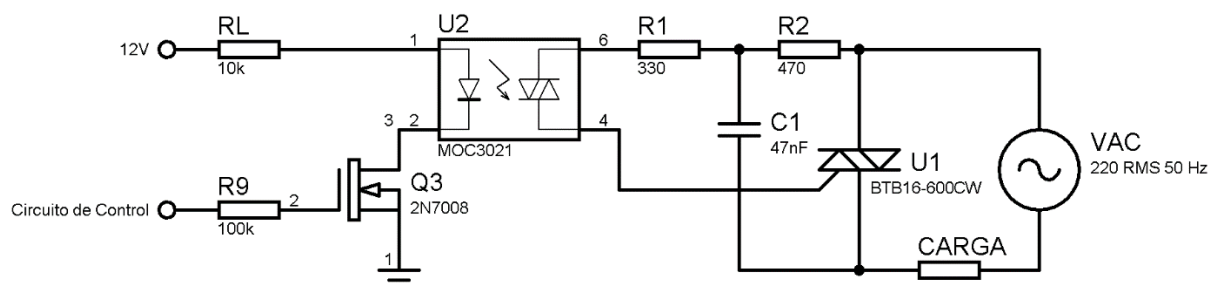 RL
12V
10k
1
U2
6
R1
330
R2
470
3
2
MOC3021
4
C1
47nF
U1
BTB16-600CW
VAC
220 RMS 50 Hz
Circuito de Control
R9
100k
2
Q3
2N7008
1
CARGA